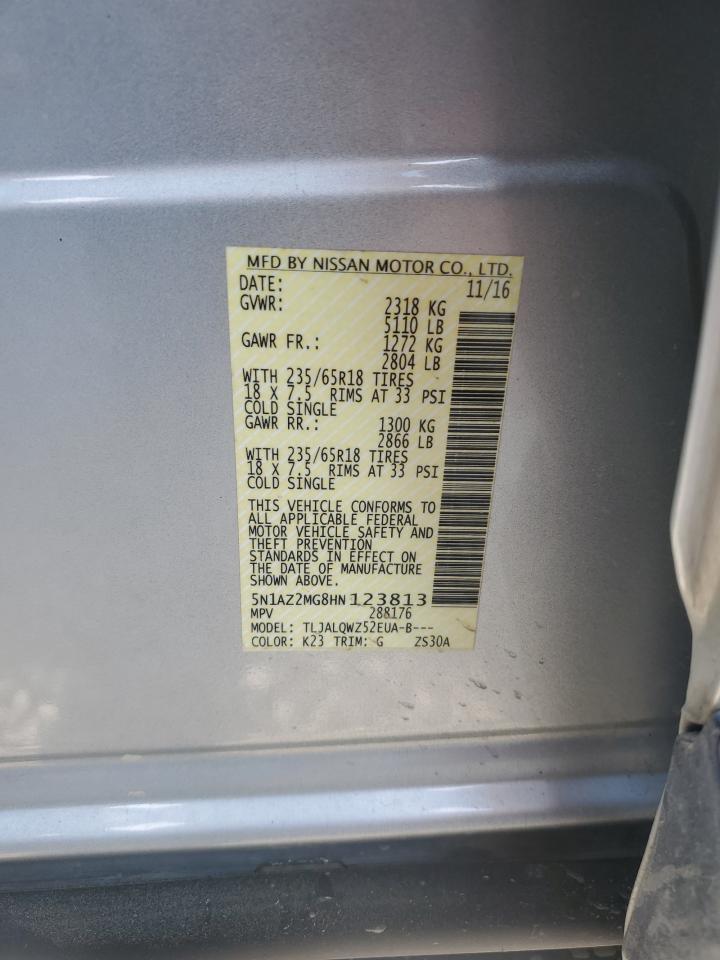 MFD BY NISSAN MOTOR CO., LTD.
DATE: 11/16
GVWR: 2318 KG
5110 LB
GAWR FR.: 1272 KG
2804 LB
WITH 235/65R18 TIRES
18 X 7.5 RIMS AT 33 PSI
COLD SINGLE
GAWR RR.: 1300 KG
2866 LB
WITH 235/65R18 TIRES
18 X 7.5 RIMS AT 33 PSI
COLD SINGLE
THIS VEHICLE CONFORMS TO
ALL APPLICABLE FEDERAL
MOTOR VEHICLE SAFETY AND
THEFT PREVENTION
STANDARDS IN EFFECT ON
THE DATE OF MANUFACTURE
SHOWN ABOVE.
5N1AZ2MG8HN123813
MPV 288176
MODEL: TLJALQWZ52EUA-B---
COLOR: K23 TRIM: G ZS30A